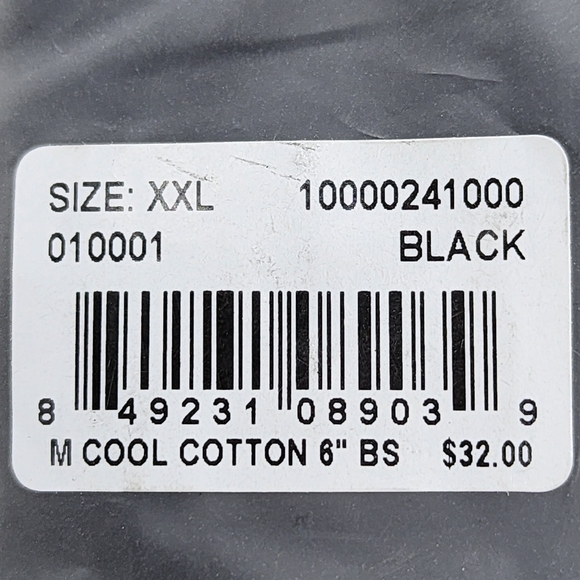 SIZE: XXL 10000241000
010001 BLACK
8 49231 08903 9
M COOL COTTON 6" BS $32.00